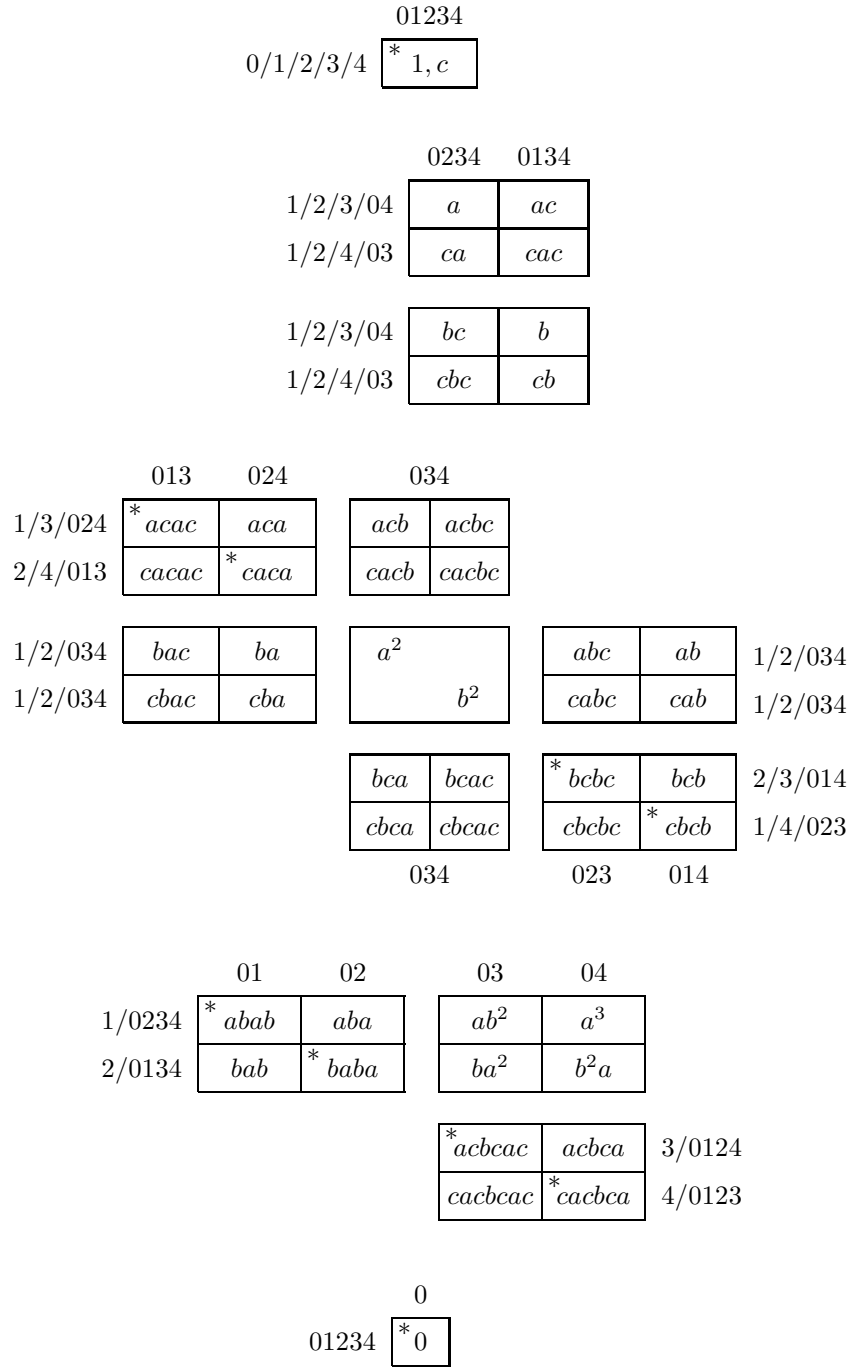 01234
0/1/2/3/4 * 1, c
0234 0134
1/2/3/04 a ac
1/2/4/03 ca cac
1/2/3/04 bc b
1/2/4/03 cbc cb
013 024 034
1/3/024 * acac aca acb acbc
2/4/013 cacac * caca cacb cacbc
1/2/034 bac ba a² abc ab 1/2/034
1/2/034 cbac cba b² cabc cab 1/2/034
bca bcac * bcbc bcb 2/3/014
cbca cbcac cbcbc * cbcb 1/4/023
034 023 014
01 02 03 04
1/0234 * abab aba ab² a³
2/0134 bab * baba ba² b²a
* acbcac acbca 3/0124
cacbcac * cacbca 4/0123
0
01234 * 0